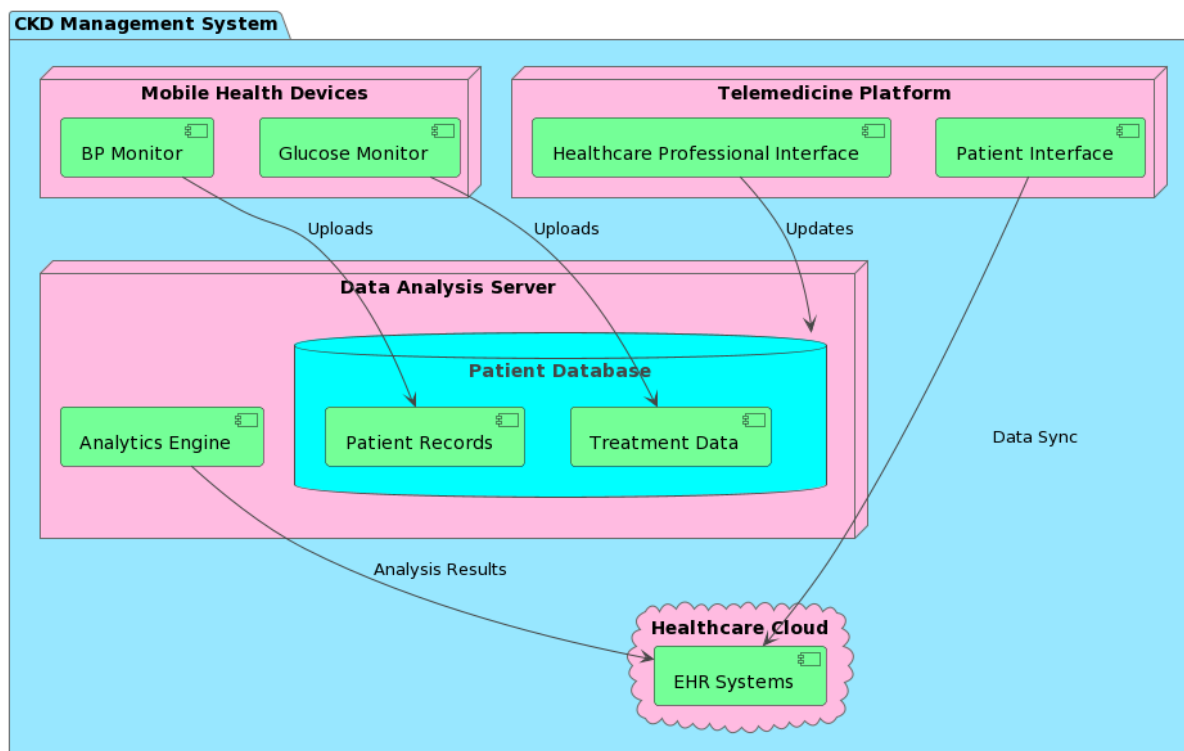 CKD Management System
Mobile Health Devices
Telemedicine Platform
BP Monitor
Glucose Monitor
Healthcare Professional Interface
Patient Interface
Uploads
Uploads
Updates
Data Analysis Server
Patient Database
Analytics Engine
Patient Records
Treatment Data
Data Sync
Analysis Results
Healthcare Cloud
EHR Systems